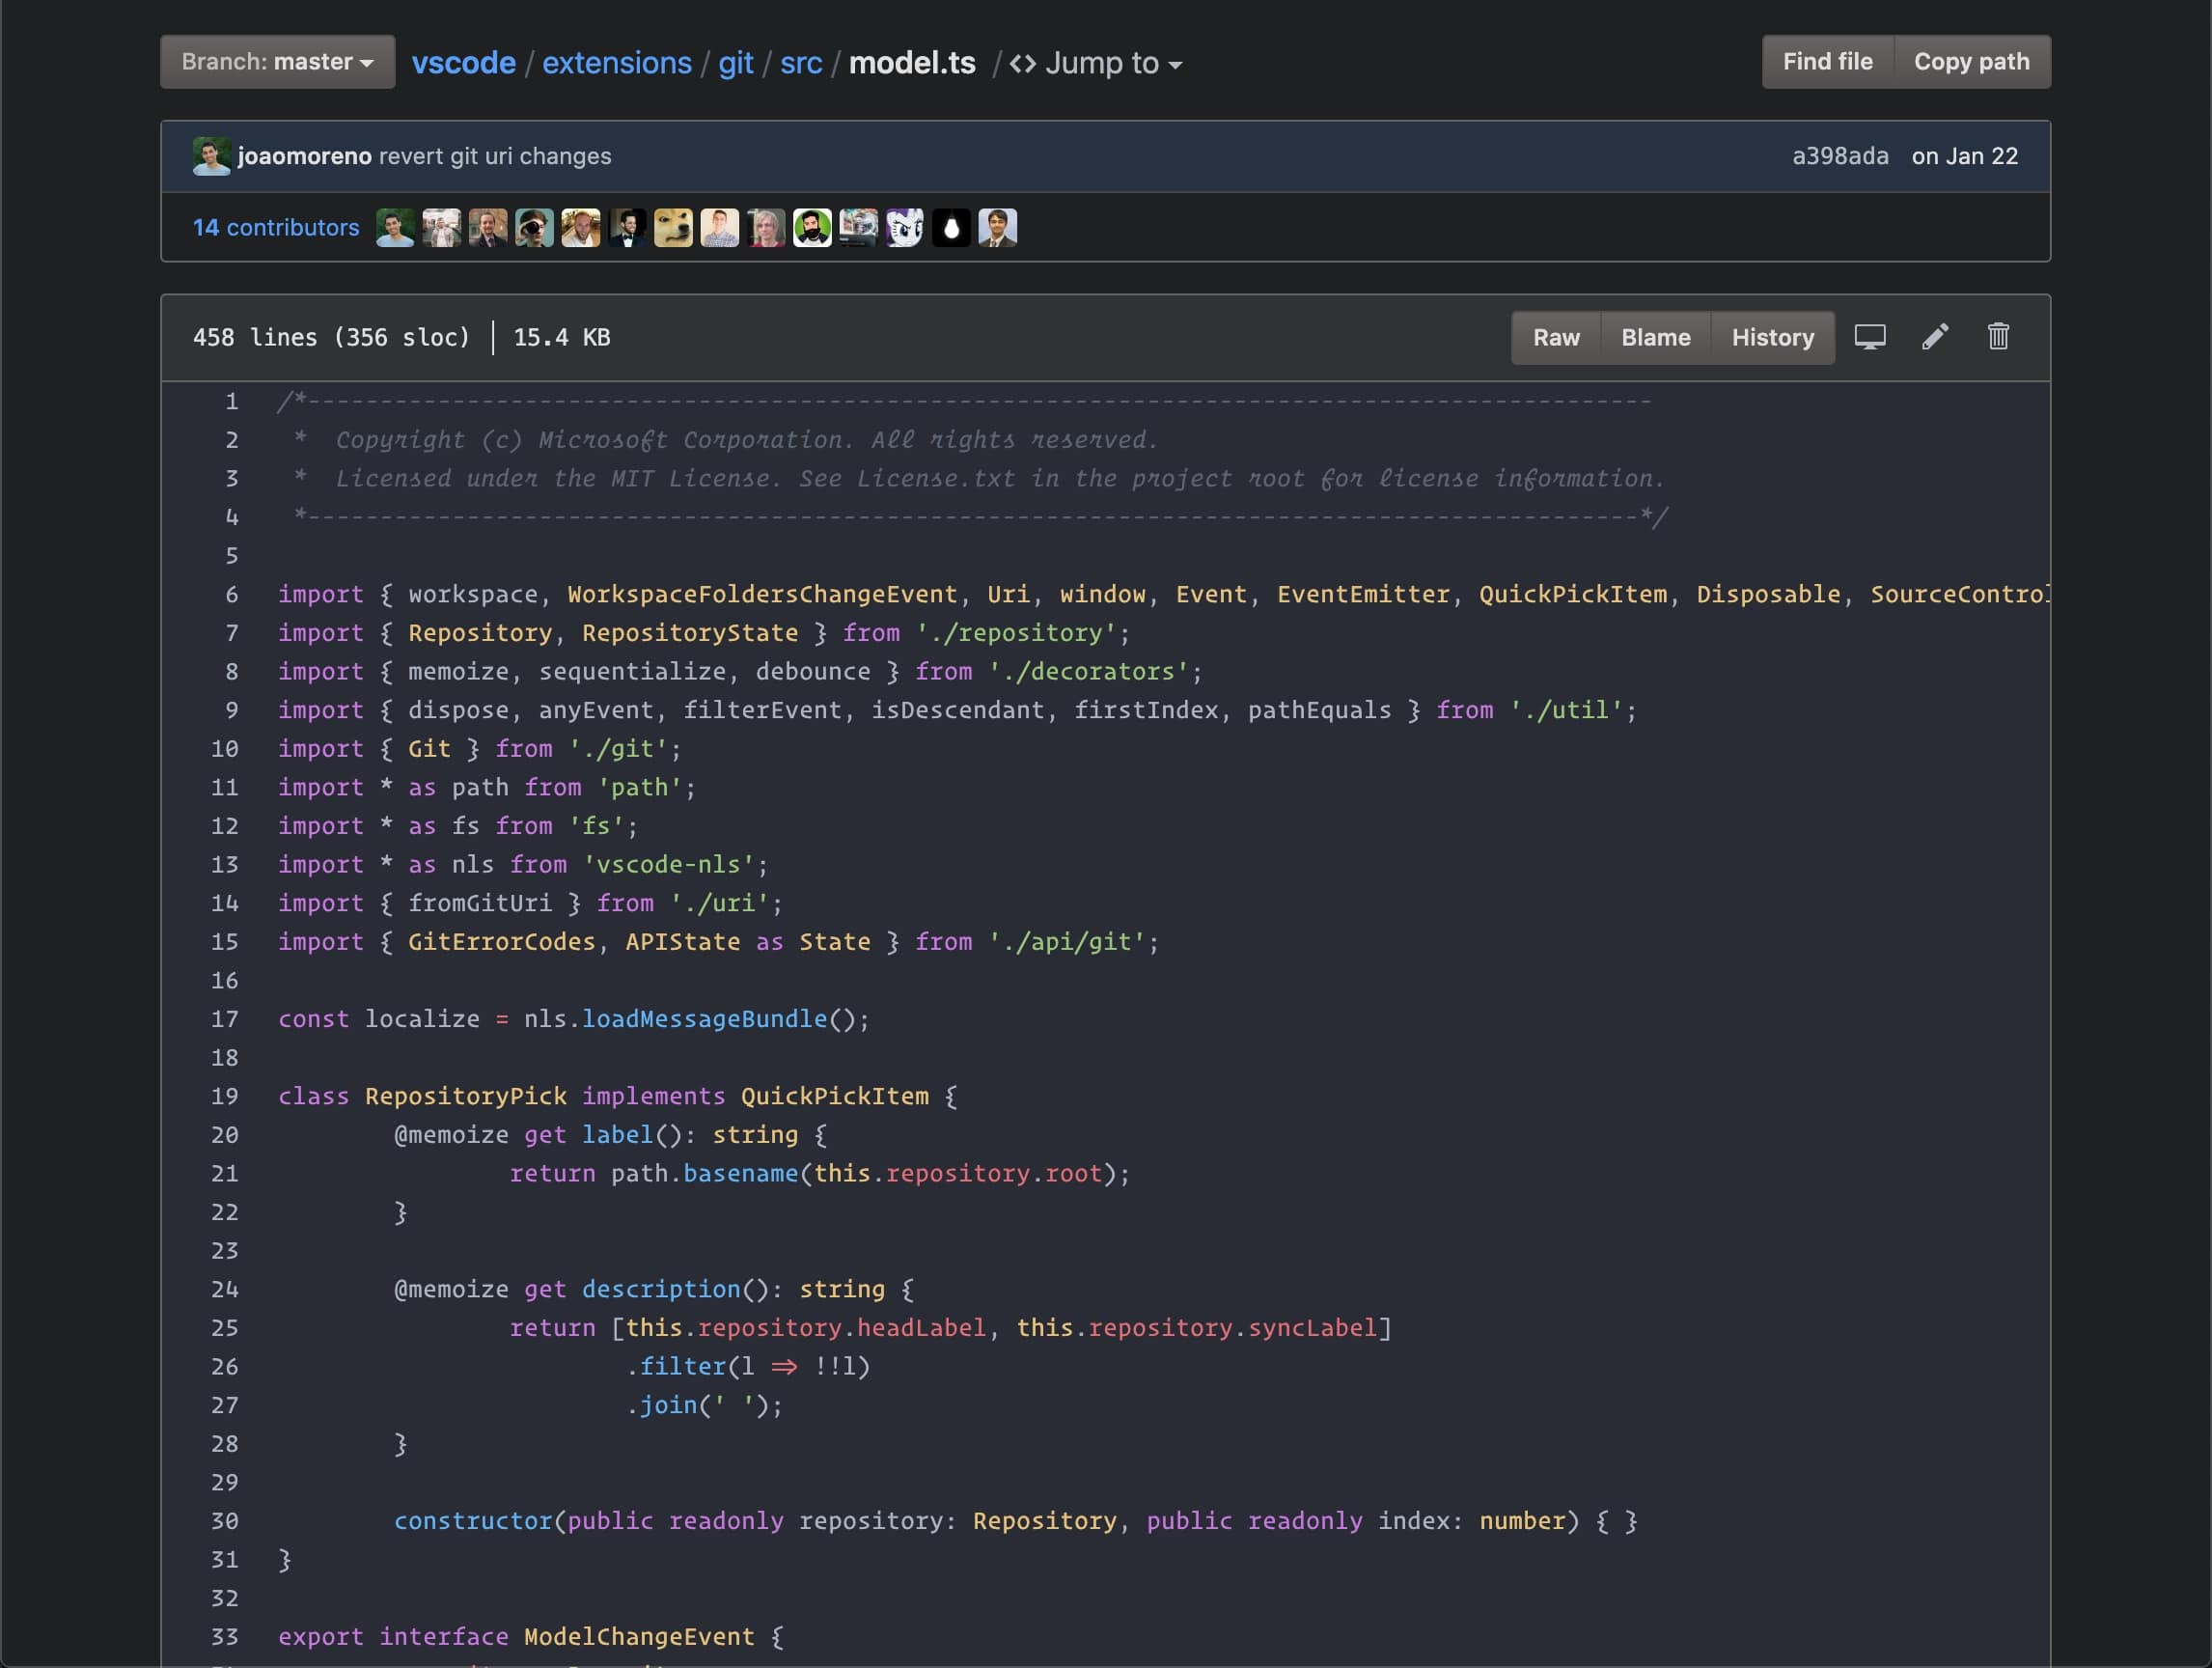 Branch: master vscode / extensions / git / src / model.ts / <> Jump to Find file Copy path
joaomoreno revert git uri changes a398ada on Jan 22
14 contributors
458 lines (356 sloc) | 15.4 KB Raw Blame History
1 /*---------------------------------------------------------------------------------------------
2  *  Copyright (c) Microsoft Corporation. All rights reserved.
3  *  Licensed under the MIT License. See License.txt in the project root for license information.
4  *--------------------------------------------------------------------------------------------*/
5
6 import { workspace, WorkspaceFoldersChangeEvent, Uri, window, Event, EventEmitter, QuickPickItem, Disposable, SourceControl
7 import { Repository, RepositoryState } from './repository';
8 import { memoize, sequentialize, debounce } from './decorators';
9 import { dispose, anyEvent, filterEvent, isDescendant, firstIndex, pathEquals } from './util';
10 import { Git } from './git';
11 import * as path from 'path';
12 import * as fs from 'fs';
13 import * as nls from 'vscode-nls';
14 import { fromGitUri } from './uri';
15 import { GitErrorCodes, APIState as State } from './api/git';
16
17 const localize = nls.loadMessageBundle();
18
19 class RepositoryPick implements QuickPickItem {
20         @memoize get label(): string {
21                 return path.basename(this.repository.root);
22         }
23
24         @memoize get description(): string {
25                 return [this.repository.headLabel, this.repository.syncLabel]
26                         .filter(l => !!l)
27                         .join(' ');
28         }
29
30         constructor(public readonly repository: Repository, public readonly index: number) { }
31 }
32
33 export interface ModelChangeEvent {